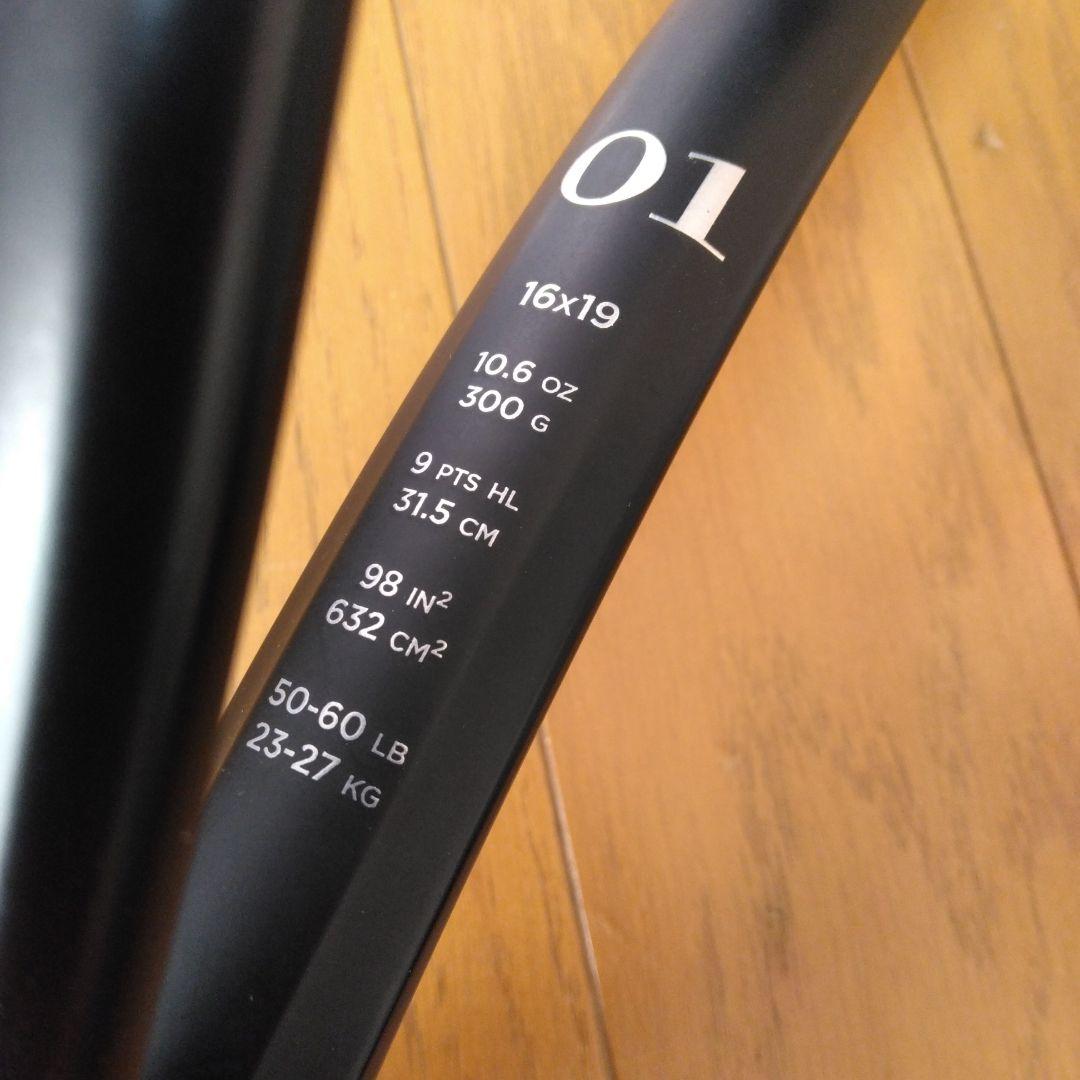 01
16x19
10.6 OZ
300 G
9 PTS HL
31.5 CM
98 IN²
632 CM²
50-60 LB
23-27 KG